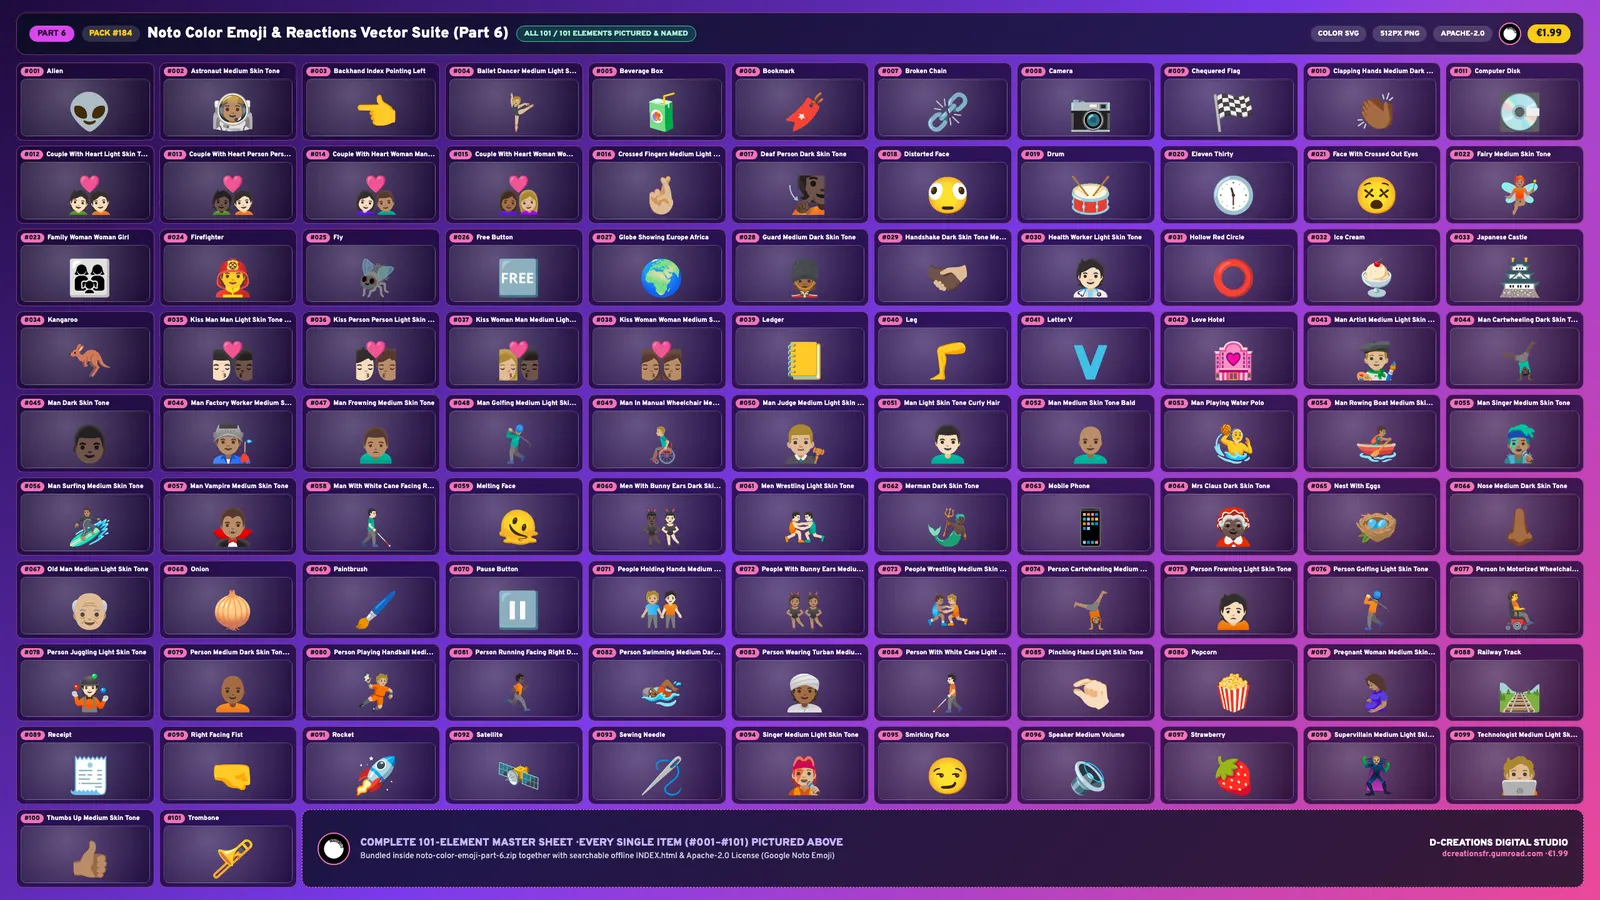 PART 6 PACK #184 Noto Color Emoji & Reactions Vector Suite (Part 6) ALL 101 / 101 ELEMENTS PICTURED & NAMED COLOR SVG 512PX PNG APACHE-2.0 €1.99
#001 Alien #002 Astronaut Medium Skin Tone #003 Backhand Index Pointing Left #004 Ballet Dancer Medium Light S... #005 Beverage Box #006 Bookmark #007 Broken Chain #008 Camera #009 Chequered Flag #010 Clapping Hands Medium Dark ... #011 Computer Disk
#012 Couple With Heart Light Skin T... #013 Couple With Heart Person Pers... #014 Couple With Heart Woman Man... #015 Couple With Heart Woman Wo... #016 Crossed Fingers Medium Light ... #017 Deaf Person Dark Skin Tone #018 Distorted Face #019 Drum #020 Eleven Thirty #021 Face With Crossed Out Eyes #022 Fairy Medium Skin Tone
#023 Family Woman Woman Girl #024 Firefighter #025 Fly #026 Free Button #027 Globe Showing Europe Africa #028 Guard Medium Dark Skin Tone #029 Handshake Dark Skin Tone Me... #030 Health Worker Light Skin Tone #031 Hollow Red Circle #032 Ice Cream #033 Japanese Castle
FREE
#034 Kangaroo #035 Kiss Man Man Light Skin Tone ... #036 Kiss Person Person Light Skin ... #037 Kiss Woman Man Medium Ligh... #038 Kiss Woman Woman Medium S... #039 Ledger #040 Leg #041 Letter V #042 Love Hotel #043 Man Artist Medium Light Skin ... #044 Man Cartwheeling Dark Skin T...
V
#045 Man Dark Skin Tone #046 Man Factory Worker Medium S... #047 Man Frowning Medium Skin Tone #048 Man Golfing Medium Light Ski... #049 Man In Manual Wheelchair Me... #050 Man Judge Medium Light Skin ... #051 Man Light Skin Tone Curly Hair #052 Man Medium Skin Tone Bald #053 Man Playing Water Polo #054 Man Rowing Boat Medium Ski... #055 Man Singer Medium Skin Tone
#056 Man Surfing Medium Skin Tone #057 Man Vampire Medium Skin Tone #058 Man With White Cane Facing R... #059 Melting Face #060 Men With Bunny Ears Dark Ski... #061 Men Wrestling Light Skin Tone #062 Merman Dark Skin Tone #063 Mobile Phone #064 Mrs Claus Dark Skin Tone #065 Nest With Eggs #066 Nose Medium Dark Skin Tone
#067 Old Man Medium Light Skin Tone #068 Onion #069 Paintbrush #070 Pause Button #071 People Holding Hands Medium ... #072 People With Bunny Ears Mediu... #073 People Wrestling Medium Skin ... #074 Person Cartwheeling Medium ... #075 Person Frowning Light Skin Tone #076 Person Golfing Light Skin Tone #077 Person In Motorized Wheelchai...
#078 Person Juggling Light Skin Tone #079 Person Medium Dark Skin Ton... #080 Person Playing Handball Medi... #081 Person Running Facing Right D... #082 Person Swimming Medium Dar... #083 Person Wearing Turban Mediu... #084 Person With White Cane Light ... #085 Pinching Hand Light Skin Tone #086 Popcorn #087 Pregnant Woman Medium Skin... #088 Railway Track
#089 Receipt #090 Right Facing Fist #091 Rocket #092 Satellite #093 Sewing Needle #094 Singer Medium Light Skin Tone #095 Smirking Face #096 Speaker Medium Volume #097 Strawberry #098 Supervillain Medium Light Ski... #099 Technologist Medium Light Sk...
#100 Thumbs Up Medium Skin Tone #101 Trombone
COMPLETE 101-ELEMENT MASTER SHEET · EVERY SINGLE ITEM (#001-#101) PICTURED ABOVE
Bundled inside noto-color-emoji-part-6.zip together with searchable offline INDEX.html & Apache-2.0 License (Google Noto Emoji)
D-CREATIONS DIGITAL STUDIO
dcreationsfr.gumroad.com · €1.99